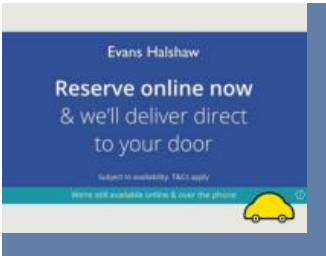 Evans Halshaw
Reserve online now
& we'll deliver direct
to your door
Subject to availability. T&Cs apply
We're still available online & over the phone